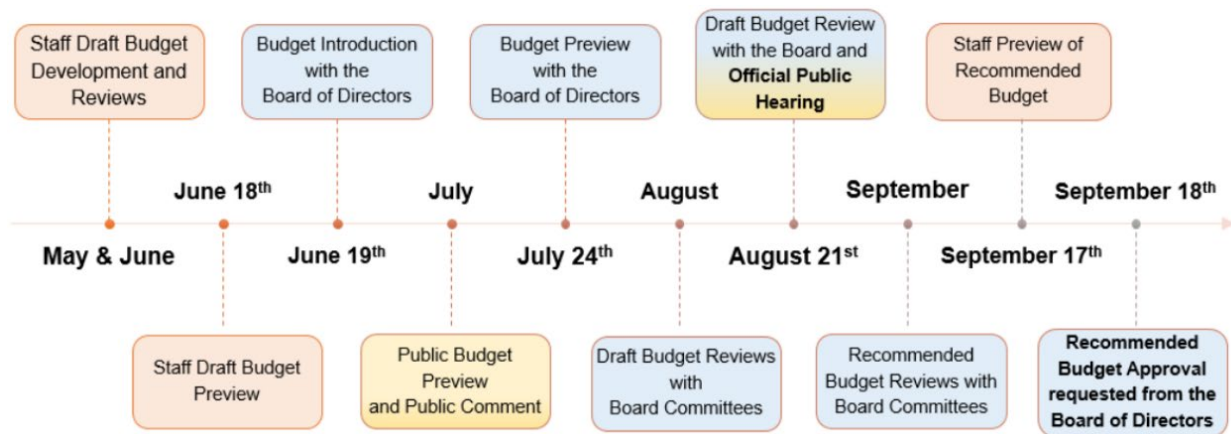 Staff Draft Budget
Development and
Reviews
Budget Introduction
with the
Board of Directors
Budget Preview
with the
Board of Directors
Draft Budget Review
with the Board and
Official Public
Hearing
Staff Preview of
Recommended
Budget
June 18th
July
August
September
September 18th
May & June
June 19th
July 24th
August 21st
September 17th
Staff Draft Budget
Preview
Public Budget
Preview
and Public Comment
Draft Budget Reviews
with
Board Committees
Recommended
Budget Reviews with
Board Committees
Recommended
Budget Approval
requested from the
Board of Directors